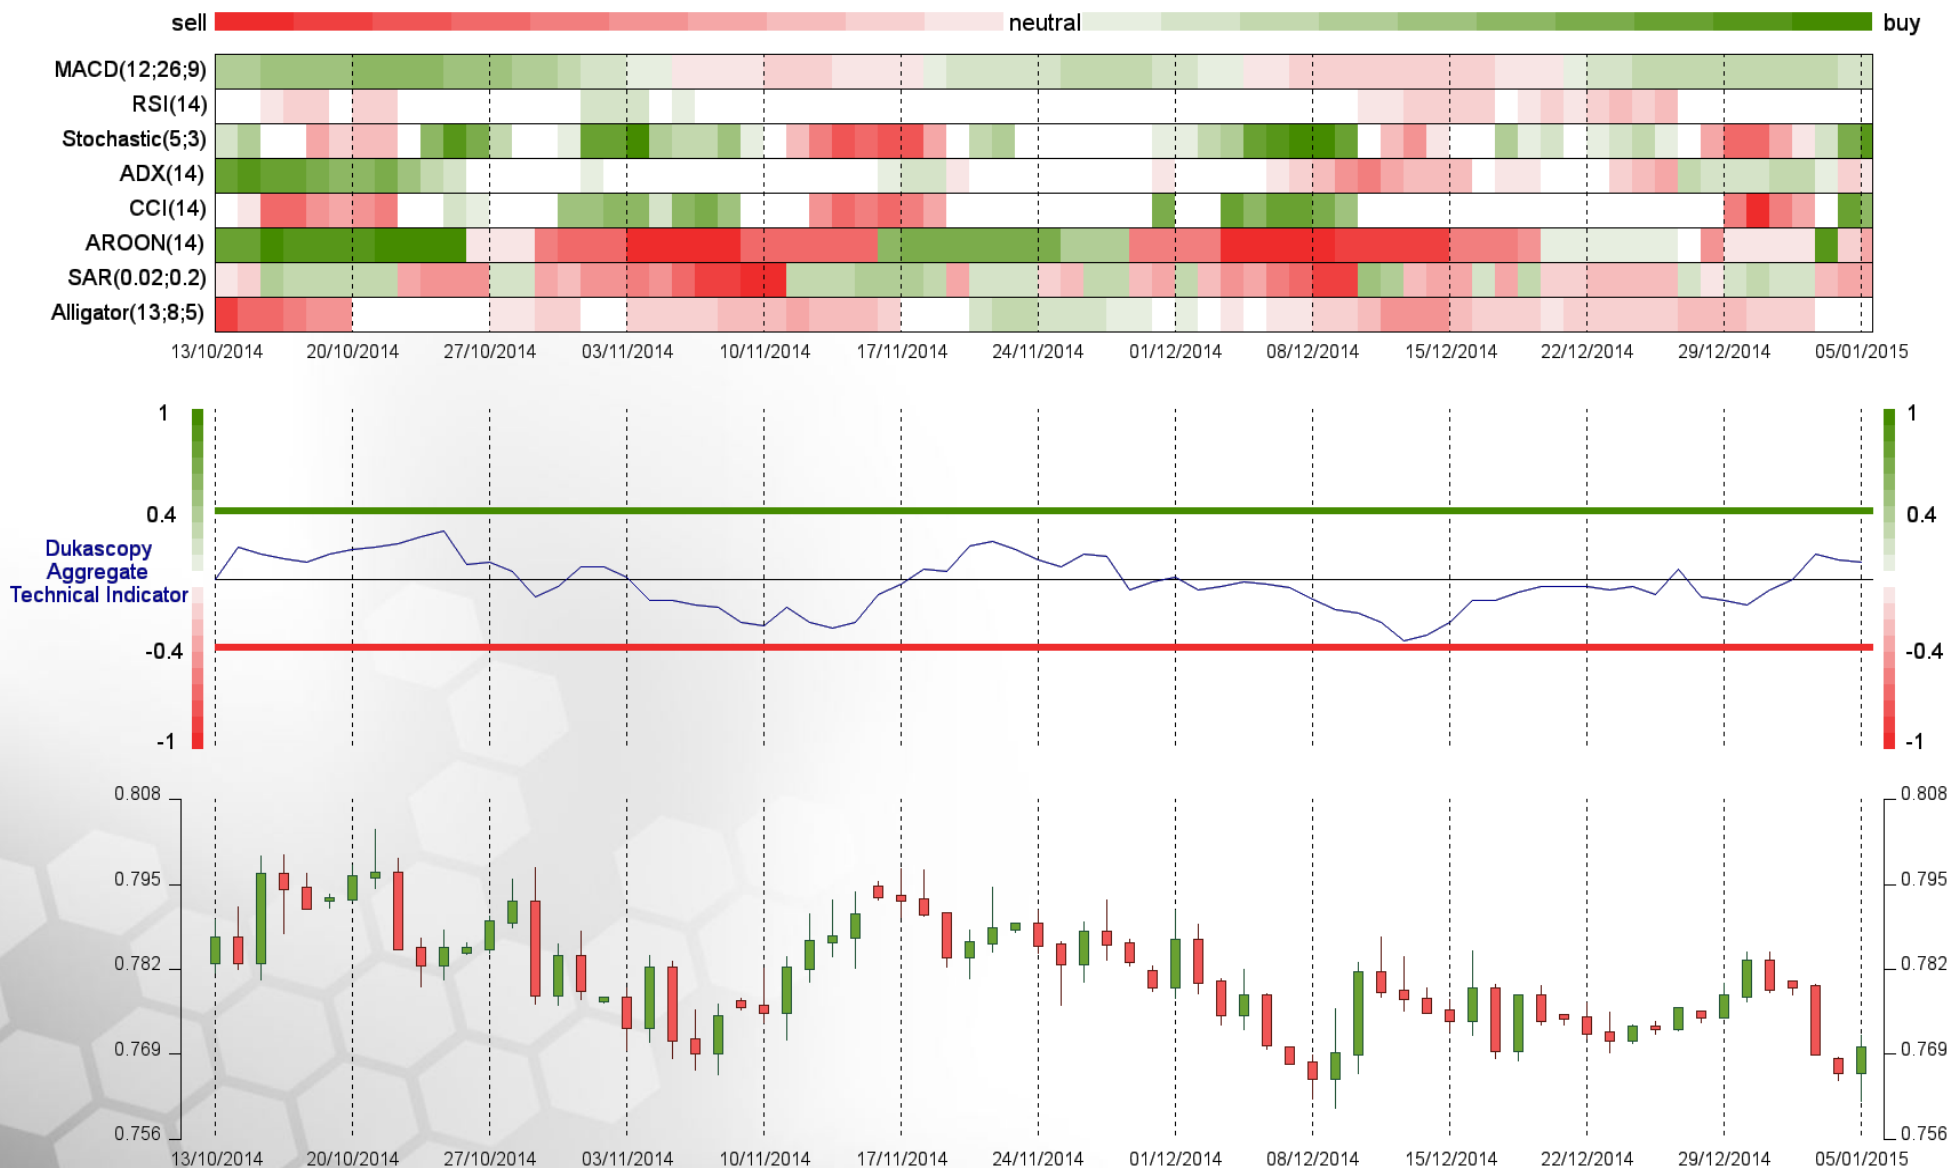 sell neutral buy
MACD(12;26;9)
RSI(14)
Stochastic(5;3)
ADX(14)
CCI(14)
AROON(14)
SAR(0.02;0.2)
Alligator(13;8;5)
13/10/2014 20/10/2014 27/10/2014 03/11/2014 10/11/2014 17/11/2014 24/11/2014 01/12/2014 08/12/2014 15/12/2014 22/12/2014 29/12/2014 05/01/2015
1 1
0.4 0.4
Dukascopy
Aggregate
Technical Indicator
-0.4 -0.4
-1 -1
0.808 0.808
0.795 0.795
0.782 0.782
0.769 0.769
0.756 0.756
13/10/2014 20/10/2014 27/10/2014 03/11/2014 10/11/2014 17/11/2014 24/11/2014 01/12/2014 08/12/2014 15/12/2014 22/12/2014 29/12/2014 05/01/2015